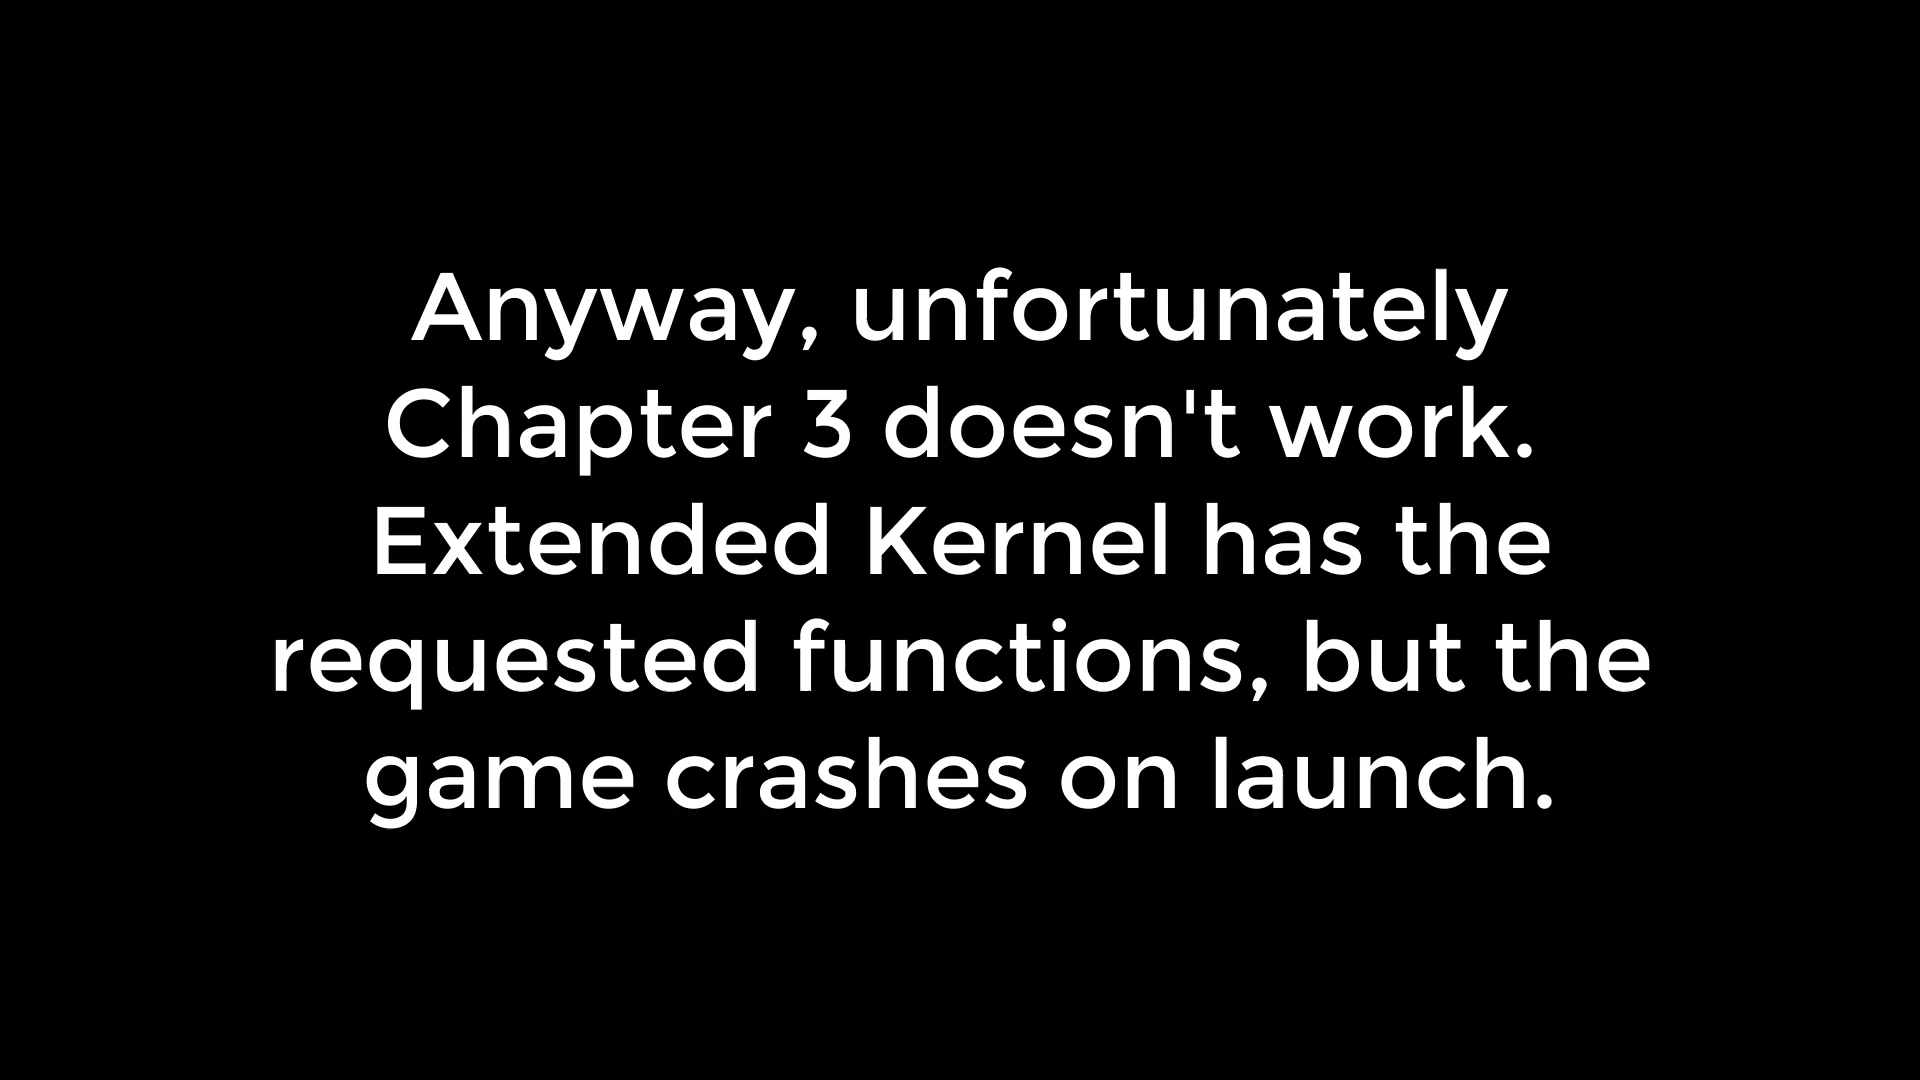 Anyway, unfortunately
Chapter 3 doesn't work.
Extended Kernel has the
requested functions, but the
game crashes on launch.